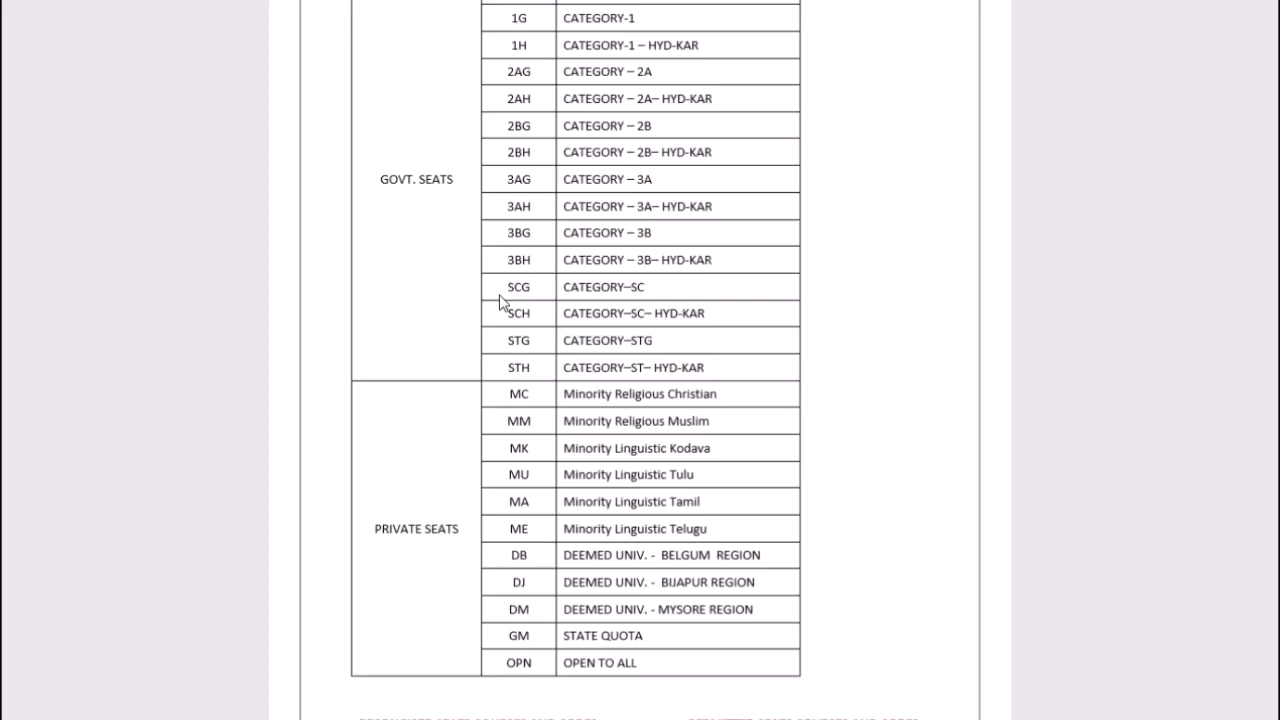 1G CATEGORY-1
1H CATEGORY-1 – HYD-KAR
2AG CATEGORY – 2A
2AH CATEGORY – 2A– HYD-KAR
2BG CATEGORY – 2B
2BH CATEGORY – 2B– HYD-KAR
GOVT. SEATS 3AG CATEGORY – 3A
3AH CATEGORY – 3A– HYD-KAR
3BG CATEGORY – 3B
3BH CATEGORY – 3B– HYD-KAR
SCG CATEGORY–SC
SCH CATEGORY–SC– HYD-KAR
STG CATEGORY–STG
STH CATEGORY–ST– HYD-KAR
MC Minority Religious Christian
MM Minority Religious Muslim
MK Minority Linguistic Kodava
MU Minority Linguistic Tulu
MA Minority Linguistic Tamil
PRIVATE SEATS ME Minority Linguistic Telugu
DB DEEMED UNIV. - BELGUM REGION
DJ DEEMED UNIV. - BIJAPUR REGION
DM DEEMED UNIV. - MYSORE REGION
GM STATE QUOTA
OPN OPEN TO ALL